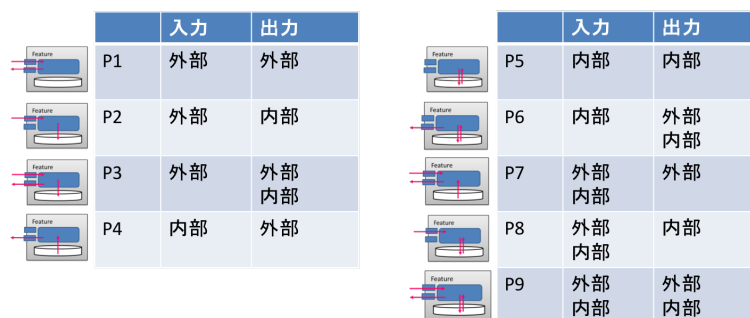 入力 出力
Feature P1 外部 外部
Feature P2 外部 内部
Feature P3 外部 外部
内部
Feature P4 内部 外部
入力 出力
Feature P5 内部 内部
Feature P6 内部 外部
内部
Feature P7 外部 外部
内部
Feature P8 外部 内部
内部
Feature P9 外部 外部
内部 内部